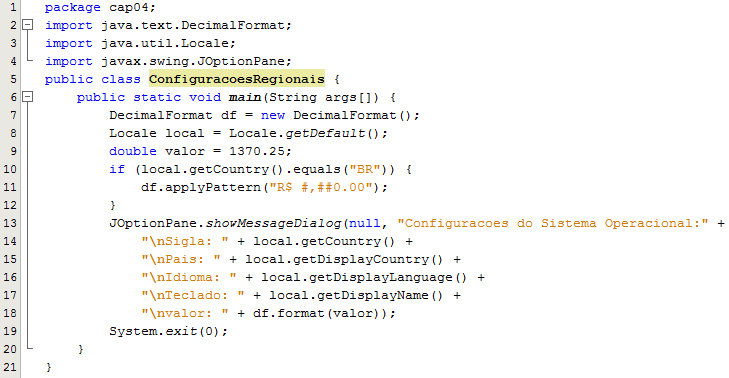 1 package cap04;
2 import java.text.DecimalFormat;
3 import java.util.Locale;
4 import javax.swing.JOptionPane;
5 public class ConfiguracoesRegionais {
6 public static void main(String args[]) {
7 DecimalFormat df = new DecimalFormat();
8 Locale local = Locale.getDefault();
9 double valor = 1370.25;
10 if (local.getCountry().equals("BR")) {
11 df.applyPattern("R$ #,##0.00");
12 }
13 JOptionPane.showMessageDialog(null, "Configuracoes do Sistema Operacional:" +
14 "\nSigla: " + local.getCountry() +
15 "\nPais: " + local.getDisplayCountry() +
16 "\nIdioma: " + local.getDisplayLanguage() +
17 "\nTeclado: " + local.getDisplayName() +
18 "\nvalor: " + df.format(valor));
19 System.exit(0);
20 }
21 }